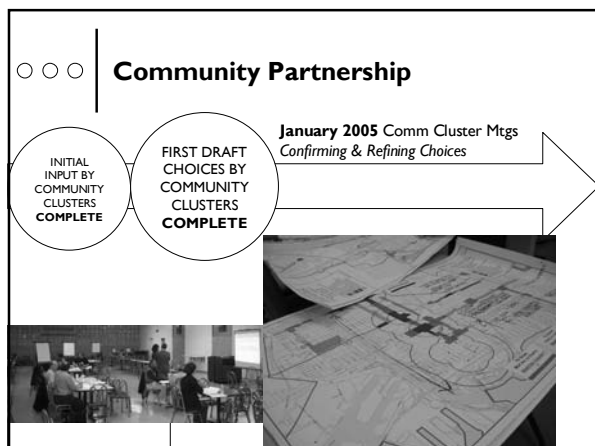 Community Partnership
January 2005 Comm Cluster Mtgs
Confirming & Refining Choices
INITIAL
INPUT BY
COMMUNITY
CLUSTERS
COMPLETE
FIRST DRAFT
CHOICES BY
COMMUNITY
CLUSTERS
COMPLETE